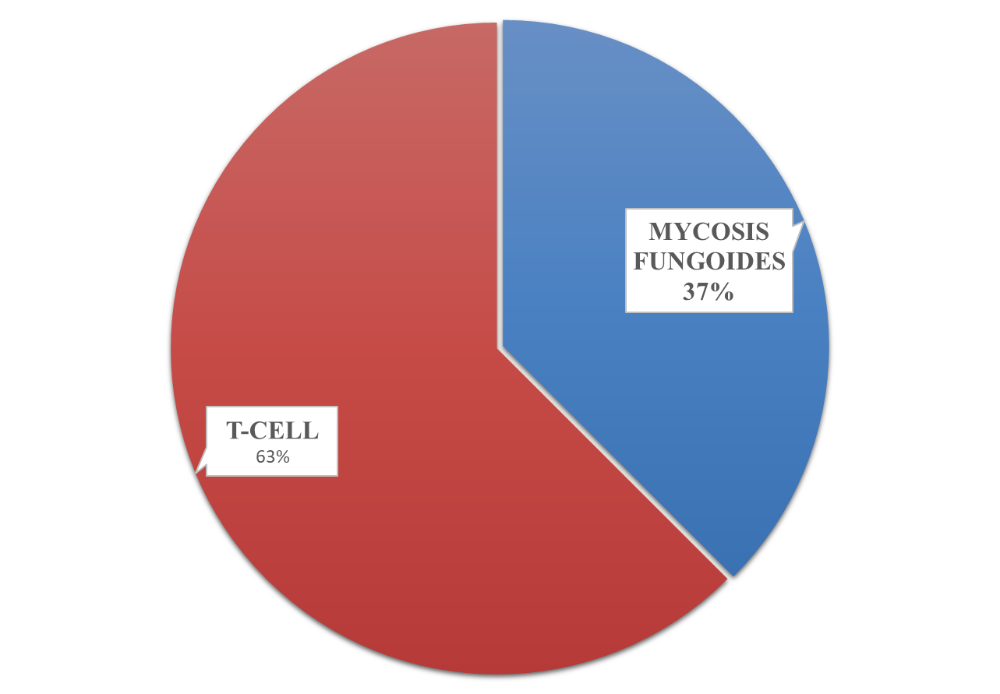 MYCOSIS
FUNGOIDES
37%
T-CELL
63%